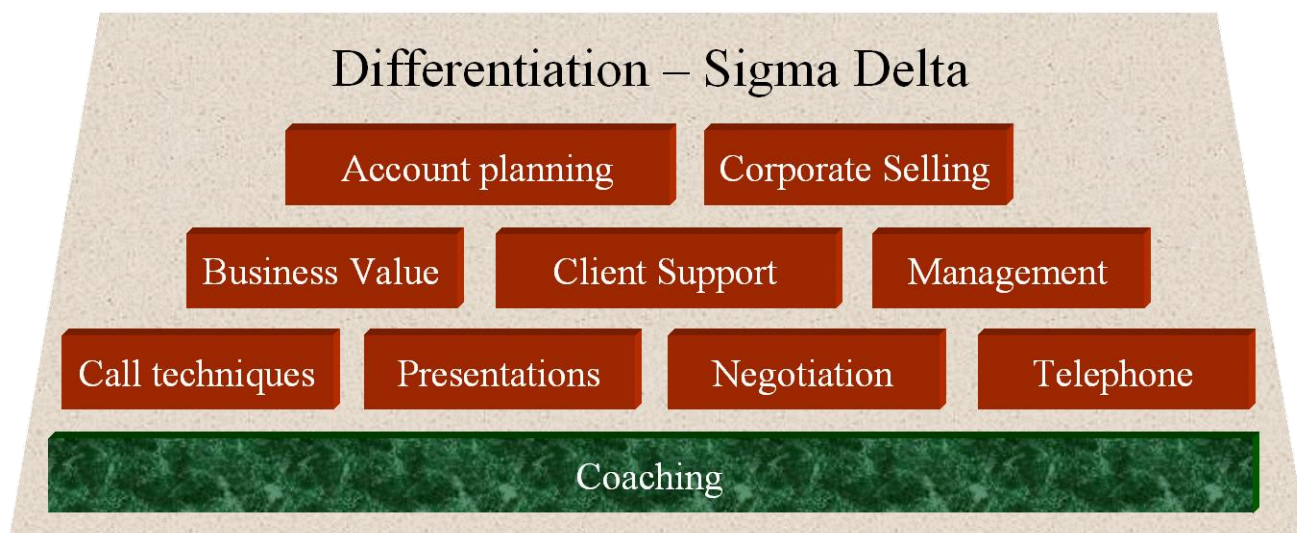 Differentiation – Sigma Delta
Account planning
Corporate Selling
Business Value
Client Support
Management
Call techniques
Presentations
Negotiation
Telephone
Coaching